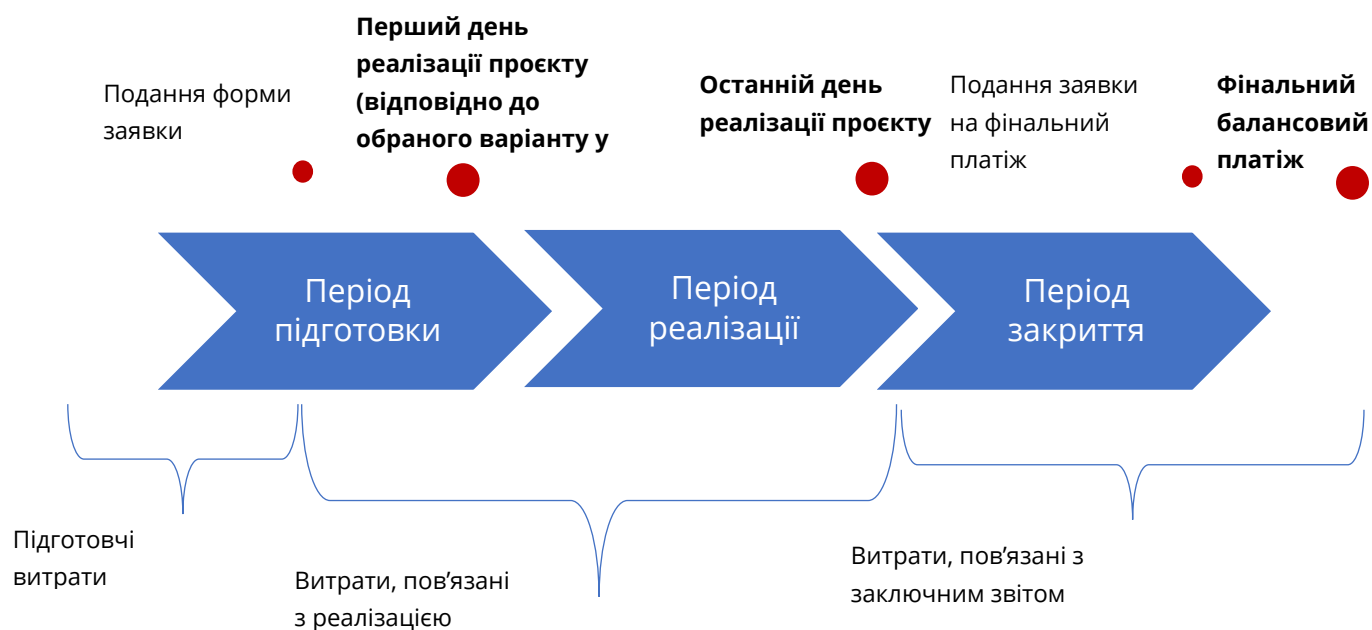 Подання форми
заявки
Перший день
реалізації проєкту
(відповідно до
обраного варіанту у
Останній день
реалізації проєкту
Подання заявки
на фінальний
платіж
Фінальний
балансовий
платіж
Період
підготовки
Період
реалізації
Період
закриття
Підготовчі
витрати
Витрати, пов’язані
з реалізацією
Витрати, пов’язані з
заключним звітом